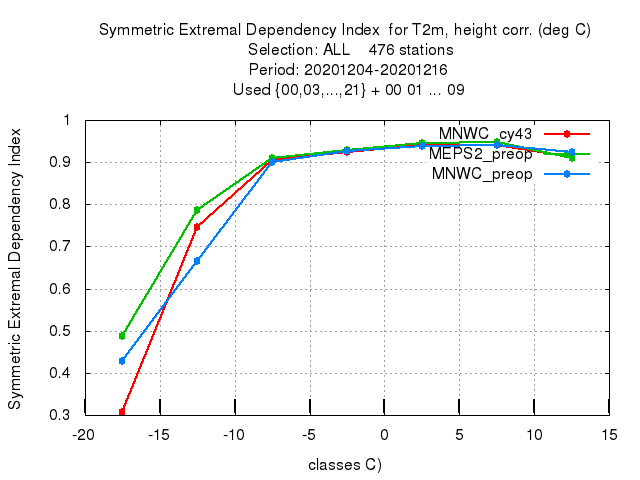 Symmetric Extremal Dependency Index  for T2m, height corr. (deg C)
Selection: ALL    476 stations
Period: 20201204-20201216
Used {00,03,...,21} + 00 01 ... 09
Symmetric Extremal Dependency Index
1
0.9
0.8
0.7
0.6
0.5
0.4
0.3
MNWC_cy43
MEPS2_preop
MNWC_preop
-20 -15 -10 -5 0 5 10 15
classes C)